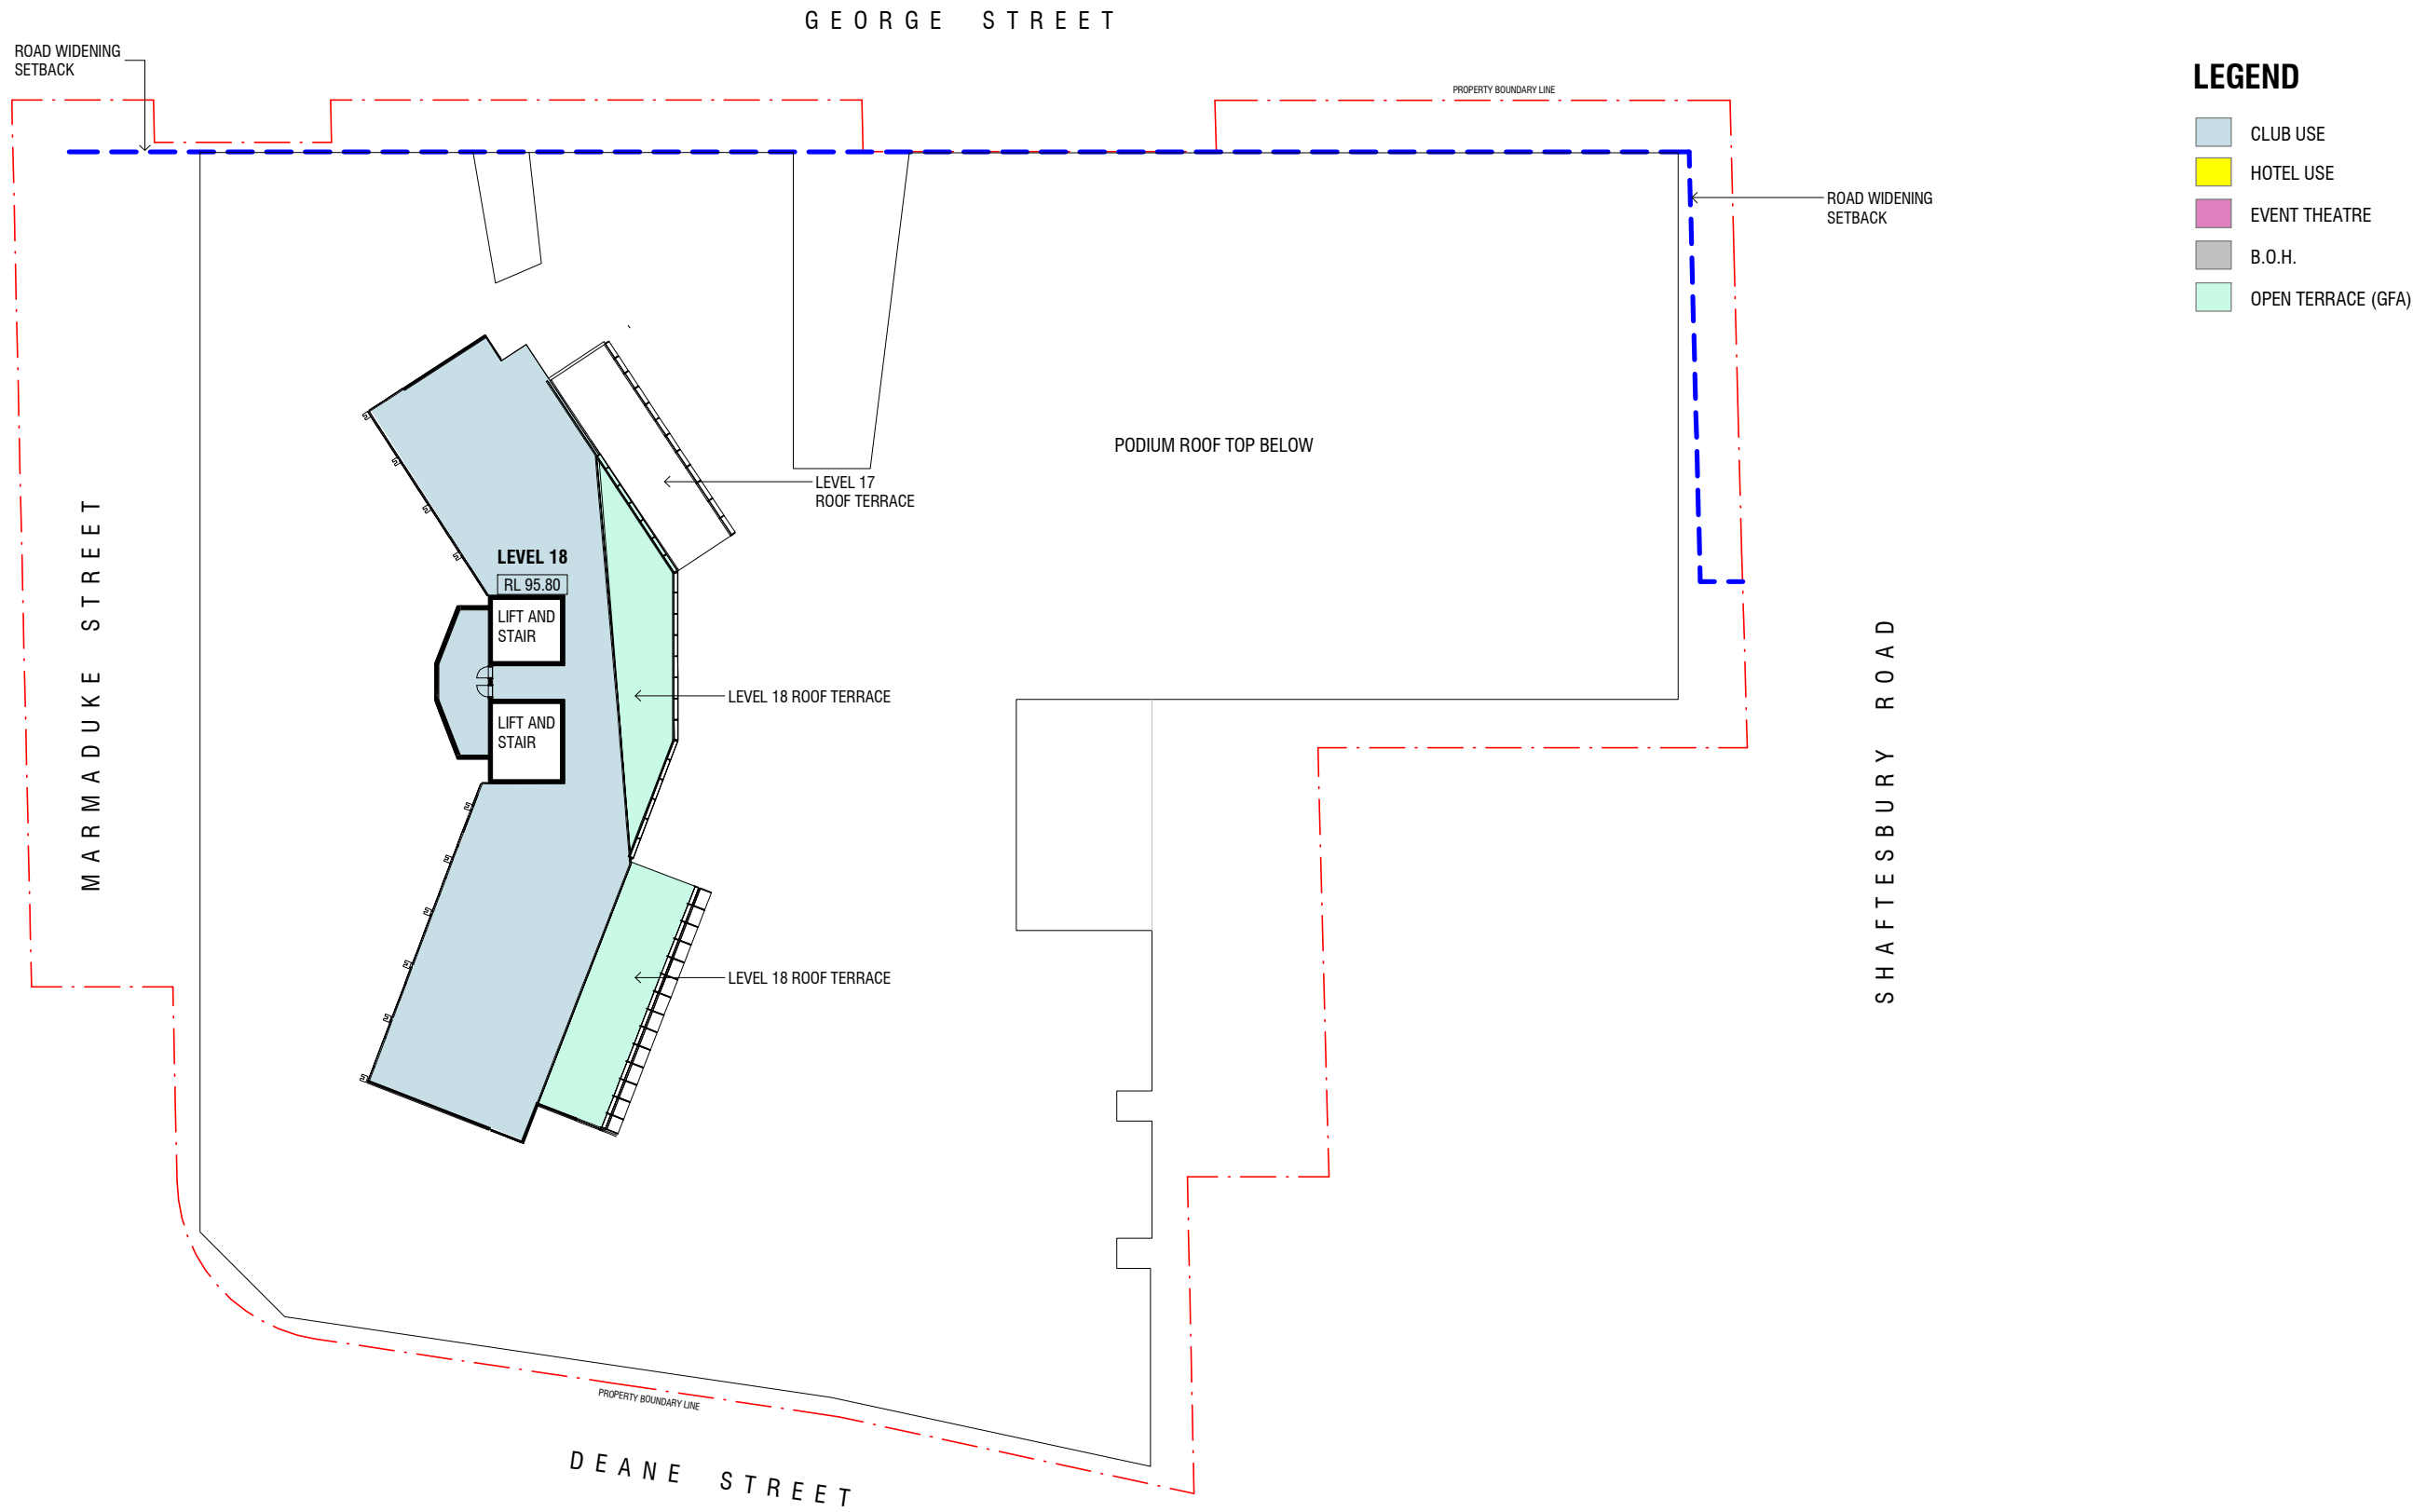 GEORGE STREET
ROAD WIDENING
SETBACK
PROPERTY BOUNDARY LINE
LEGEND
CLUB USE
HOTEL USE
EVENT THEATRE
B.O.H.
OPEN TERRACE (GFA)
ROAD WIDENING
SETBACK
PODIUM ROOF TOP BELOW
LEVEL 17
ROOF TERRACE
MARMADUKE STREET
LEVEL 18
RL 95.80
LIFT AND
STAIR
LEVEL 18 ROOF TERRACE
LIFT AND
STAIR
SHAFTESBURY ROAD
LEVEL 18 ROOF TERRACE
PROPERTY BOUNDARY LINE
DEANE STREET